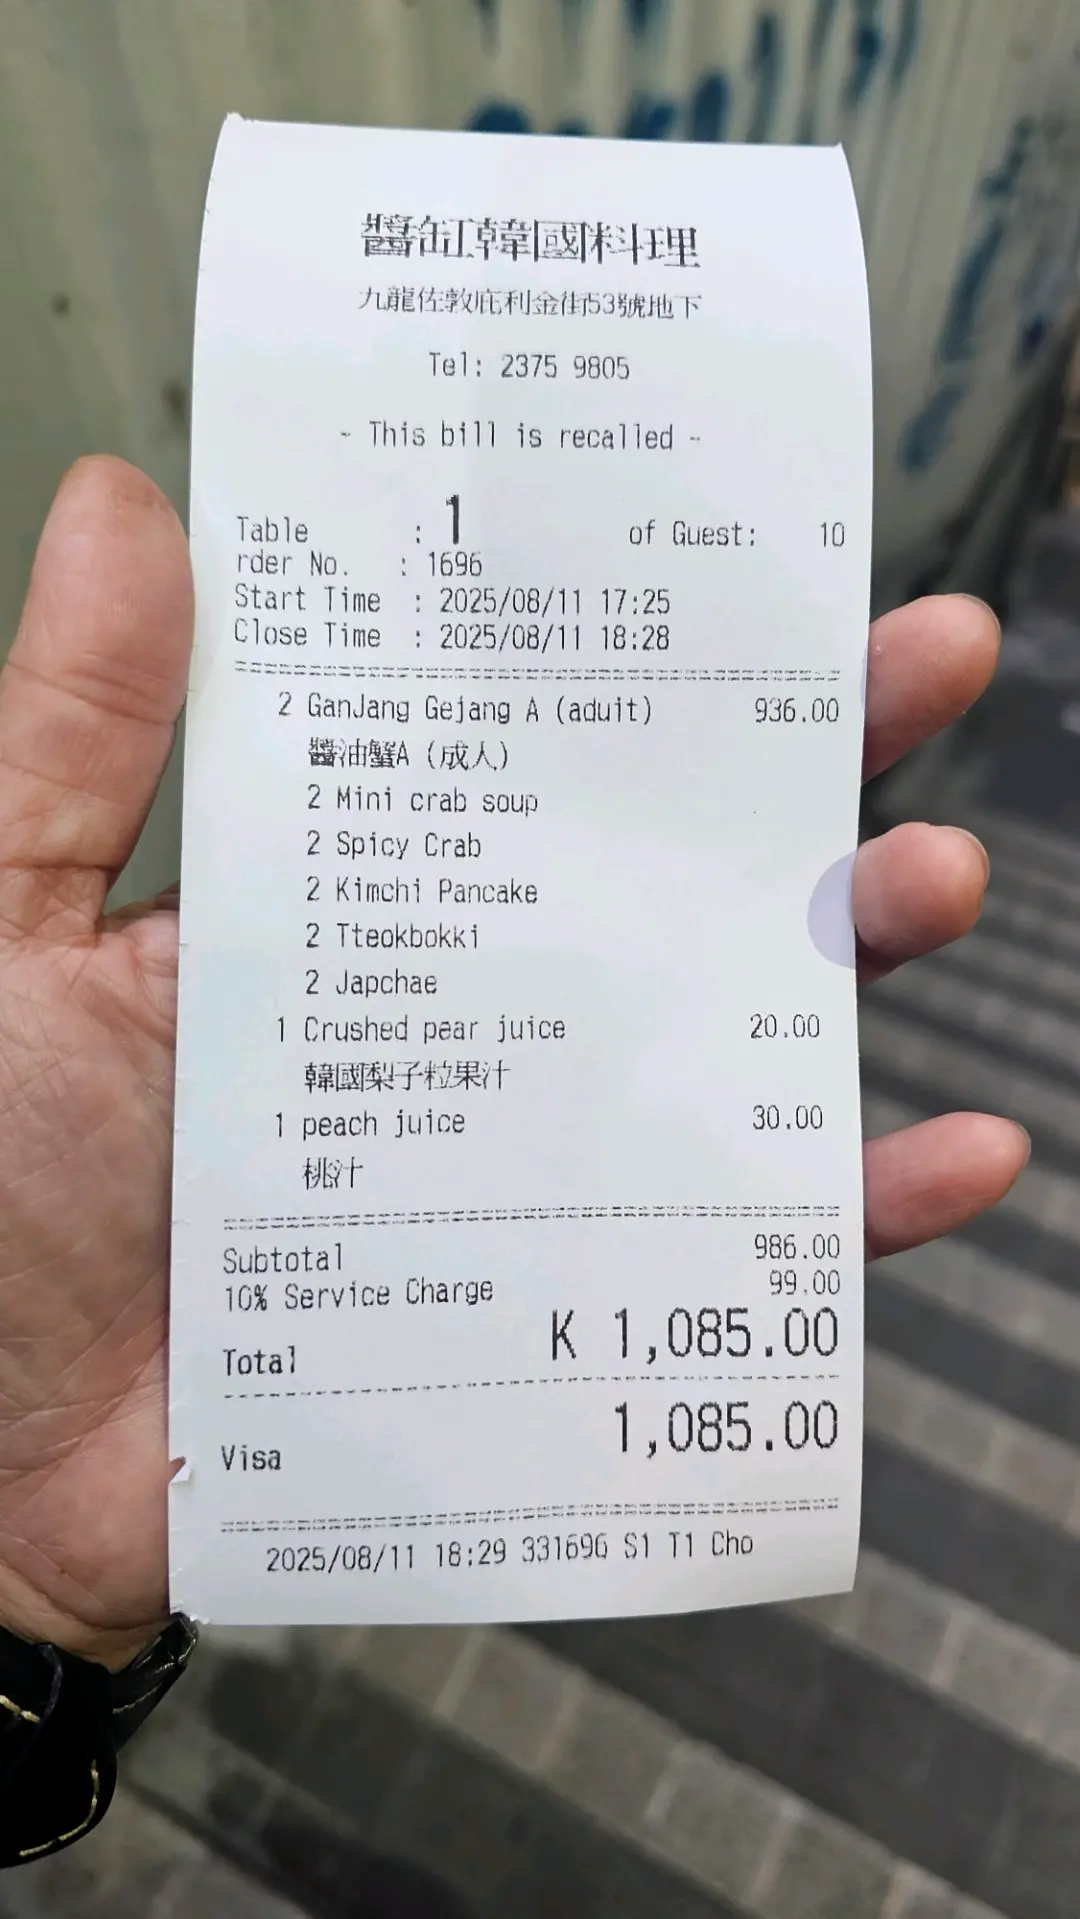 醬缸韓國料理
九龍佐敦庇利金街53號地下
Tel: 2375 9805
~ This bill is recalled ~
Table : 1 of Guest: 10
rder No. : 1696
Start Time : 2025/08/11 17:25
Close Time : 2025/08/11 18:28
2 GanJang Gejang A (aduit) 936.00
醬油蟹A (成人)
2 Mini crab soup
2 Spicy Crab
2 Kimchi Pancake
2 Tteokbokki
2 Japchae
1 Crushed pear juice 20.00
韓國梨子粒果汁
1 peach juice 30.00
桃汁
Subtotal 986.00
10% Service Charge 99.00
Total K 1,085.00
Visa 1,085.00
2025/08/11 18:29 331696 S1 T1 Cho